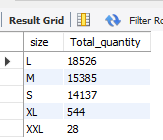 Result Grid Filter Ro
size Total_quantity
L 18526
M 15385
S 14137
XL 544
XXL 28